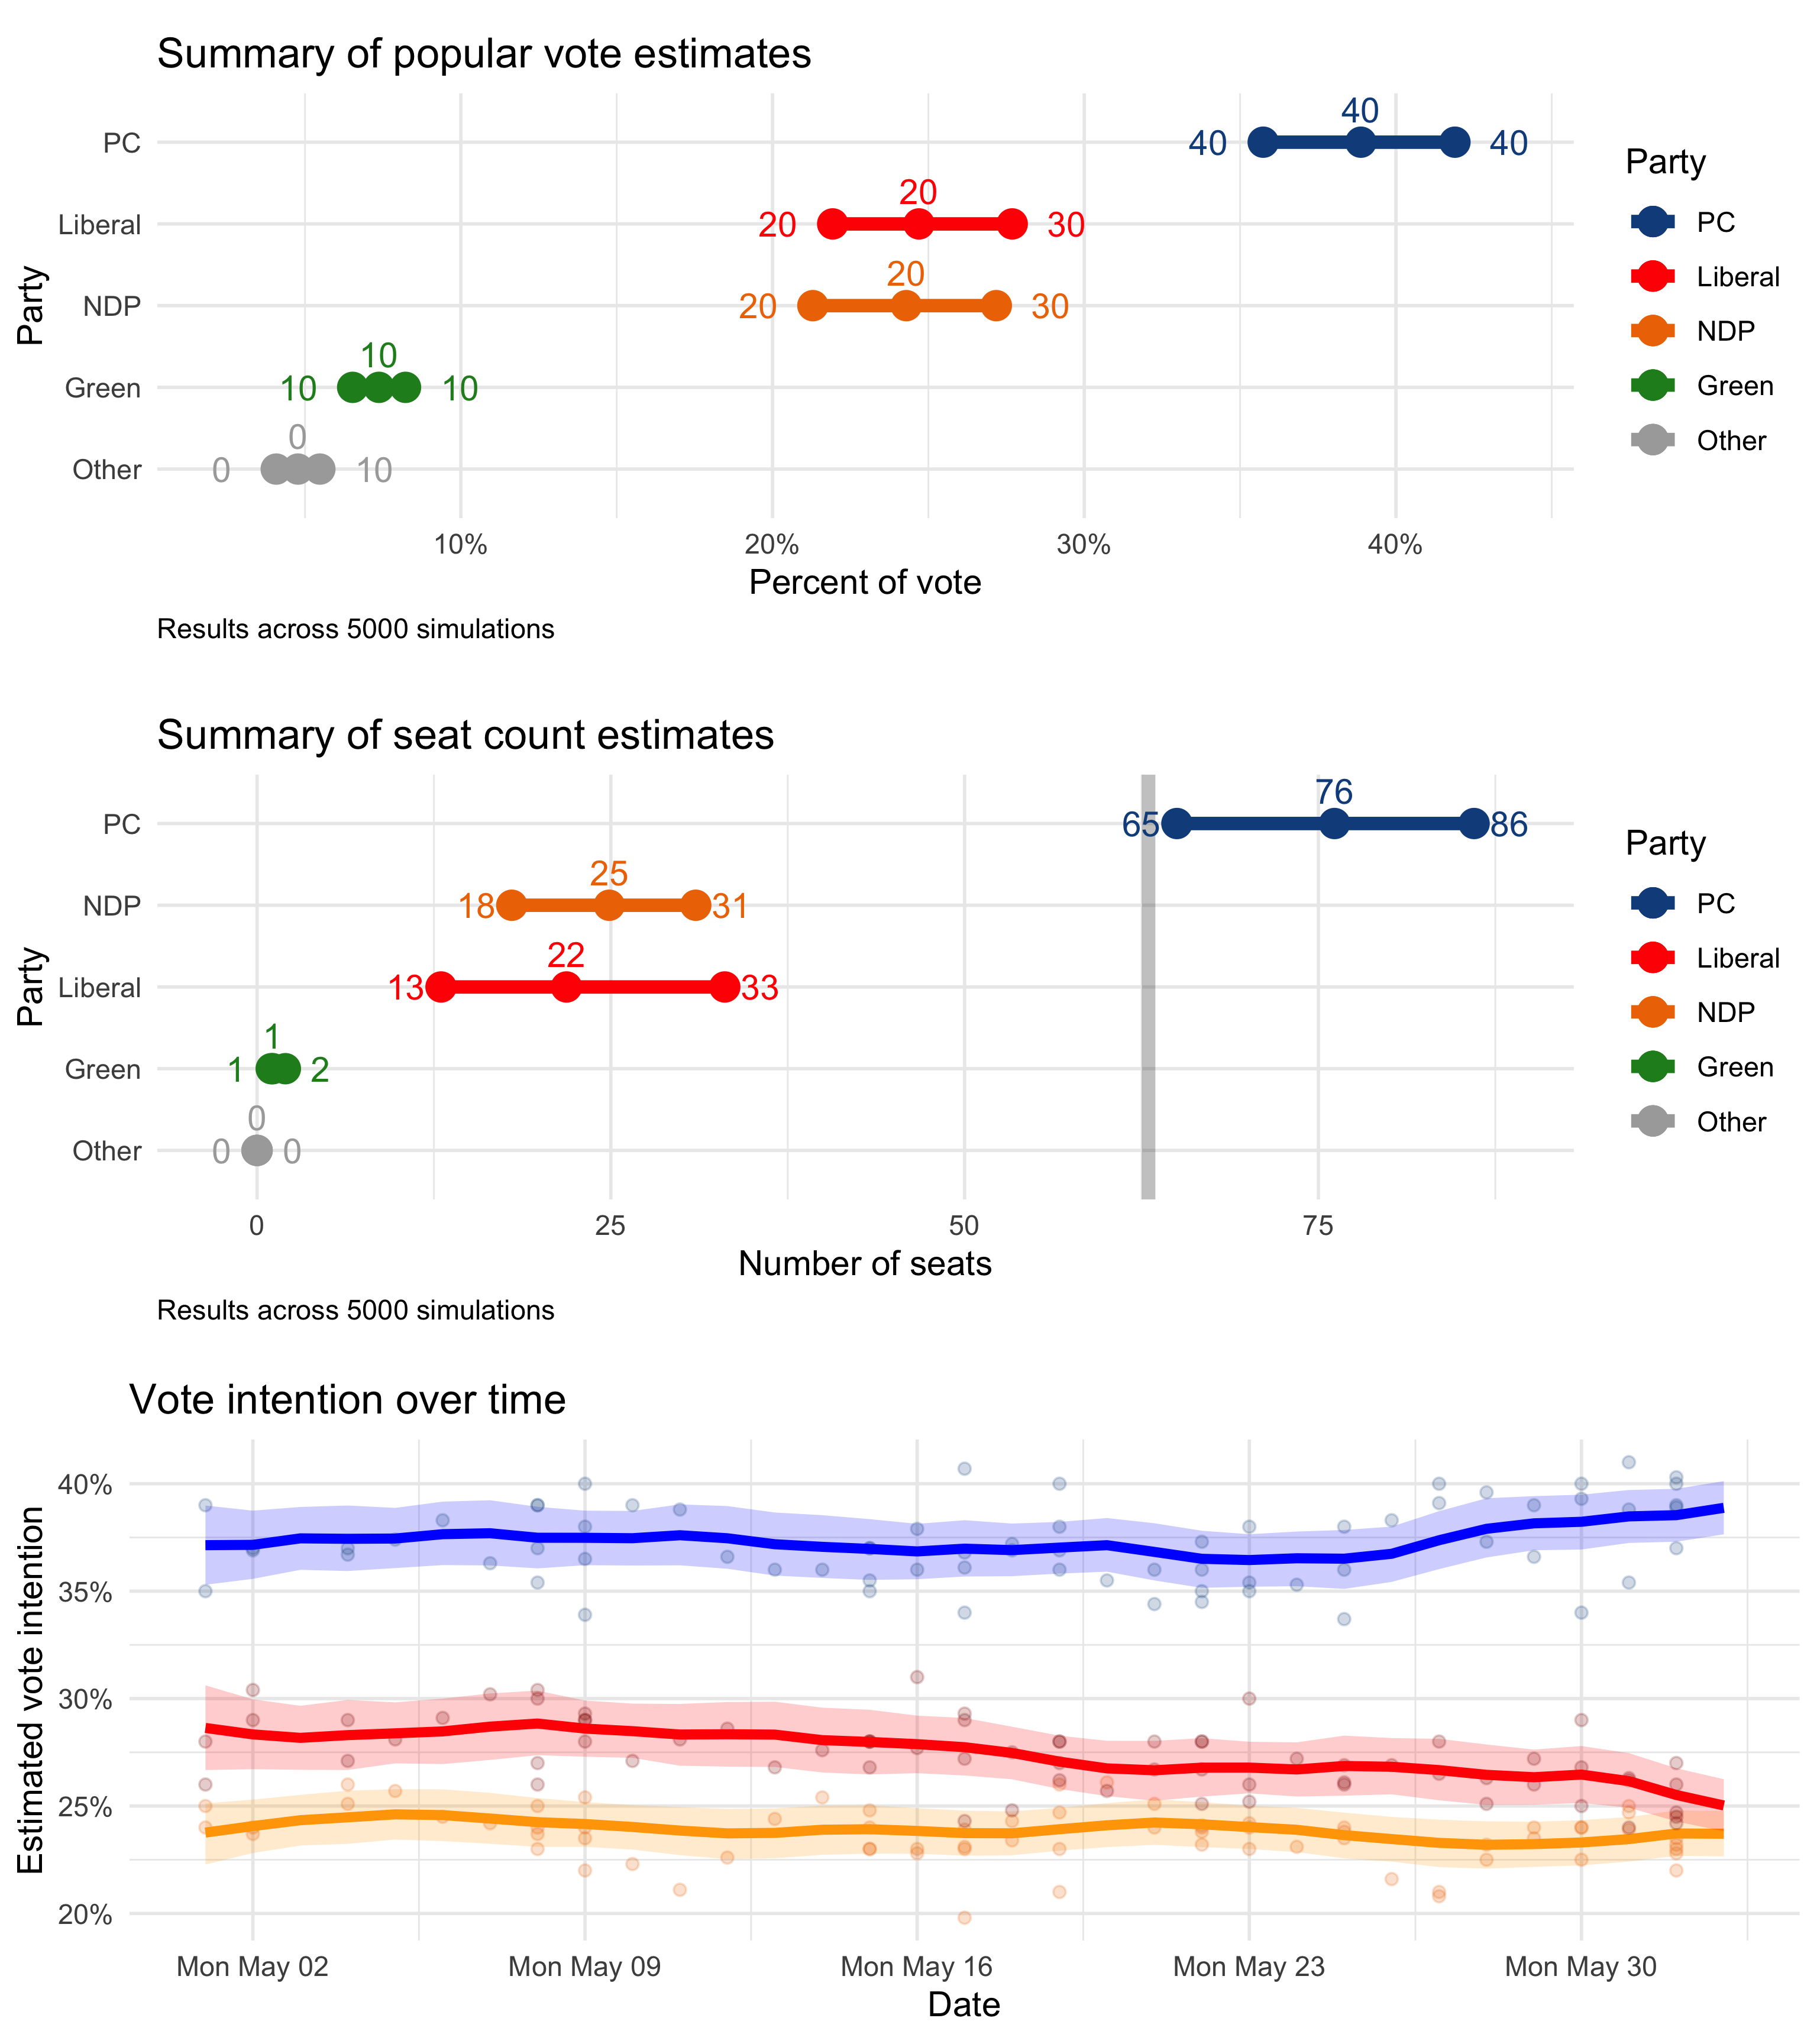 Summary of popular vote estimates
40
PC 40 40
20
Liberal 20 30
20
NDP 20 30
10
Green 10 10
0
Other 0 10
10% 20% 30% 40%
Percent of vote
Party
Results across 5000 simulations
Party
PC
Liberal
NDP
Green
Other
Summary of seat count estimates
76
PC 65 86
25
NDP 18 31
22
Liberal 13 33
1
Green 1 2
0
Other 0 0
0 25 50 75
Number of seats
Party
Results across 5000 simulations
Party
PC
Liberal
NDP
Green
Other
Vote intention over time
40%
35%
30%
25%
20%
Estimated vote intention
Mon May 02 Mon May 09 Mon May 16 Mon May 23 Mon May 30
Date